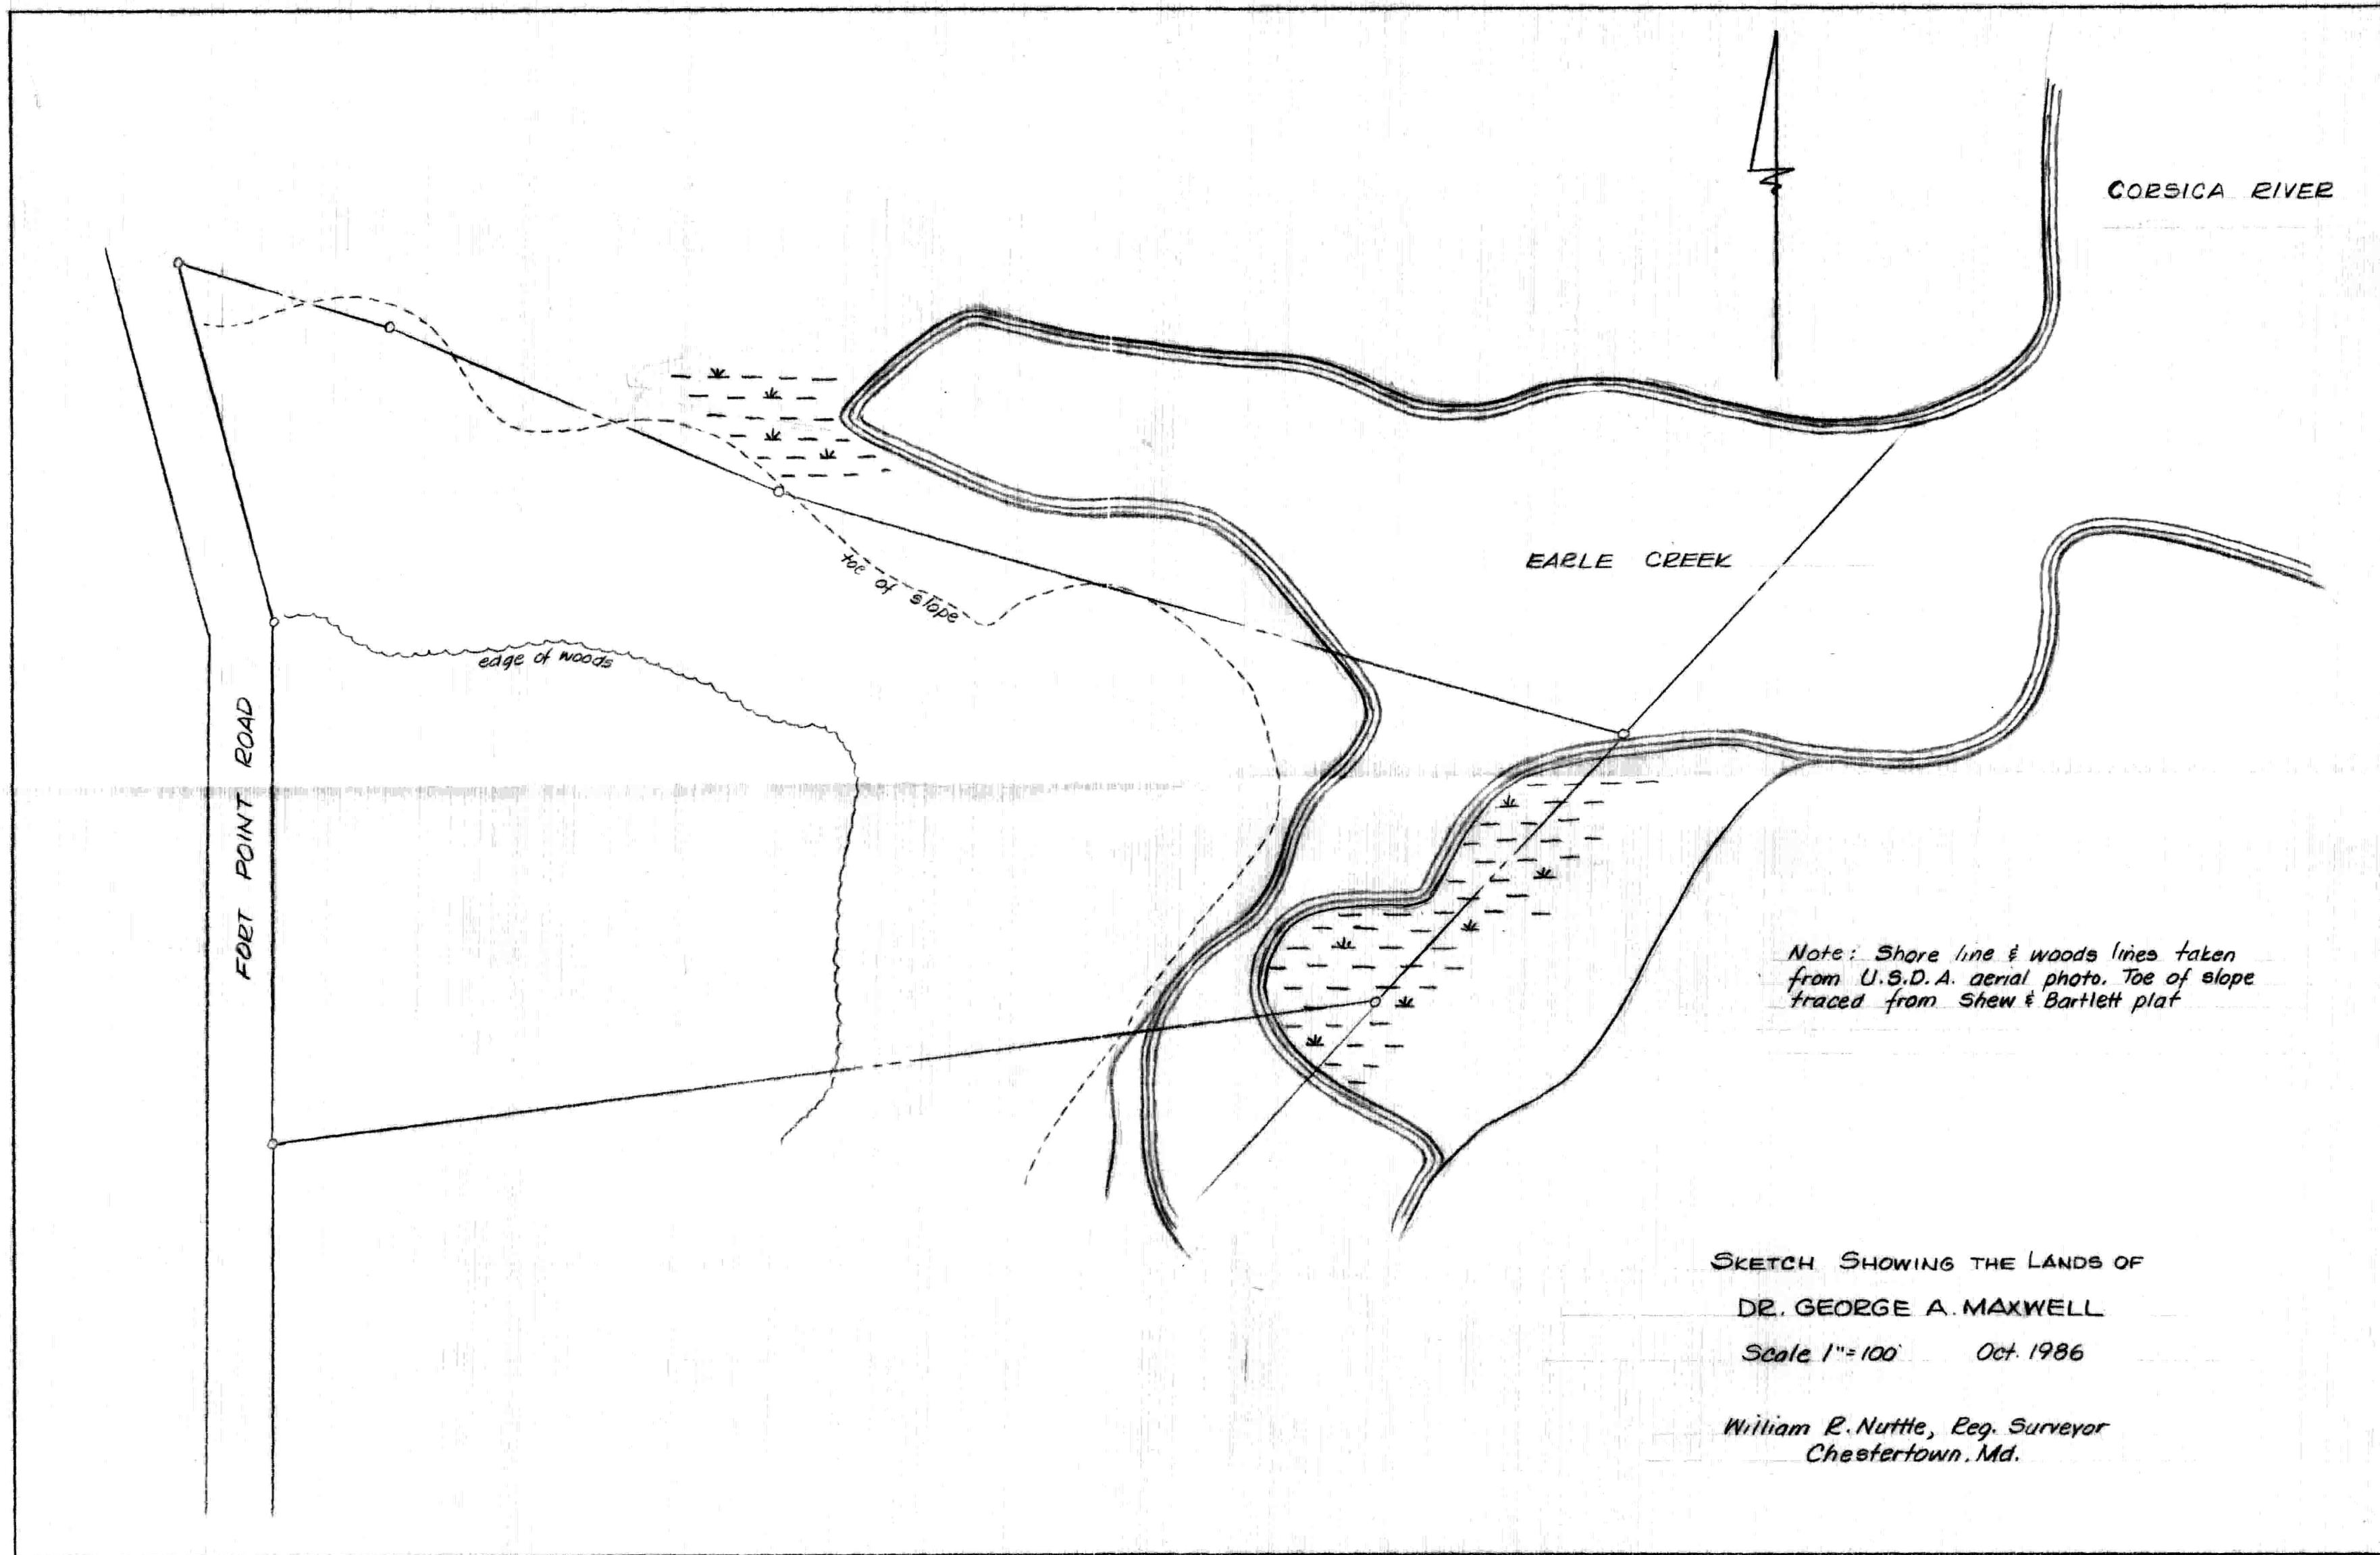 CORSICA RIVER
EARLE CREEK
toe of slope
edge of woods
FORT POINT ROAD
Note: Shore line & woods lines taken
from U.S.D.A. aerial photo. Toe of slope
traced from Shew & Bartlett plat
SKETCH SHOWING THE LANDS OF
DR. GEORGE A. MAXWELL
Scale 1"=100' Oct. 1986
William R. Nuttle, Reg. Surveyor
Chestertown. Md.